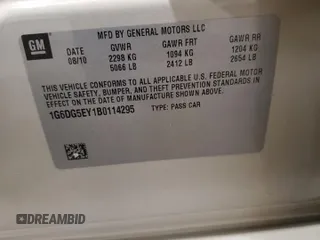 GM
MFD BY GENERAL MOTORS LLC
DATE GVWR GAWR FRT GAWR RR
08/10 2298 KG 1094 KG 1204 KG
5066 LB 2412 LB 2654 LB
THIS VEHICLE CONFORMS TO ALL APPLICABLE U.S. FEDERAL MOTOR
VEHICLE SAFETY, BUMPER, AND THEFT PREVENTION STANDARDS IN
EFFECT ON THE DATE OF MANUFACTURE SHOWN ABOVE.
1G6DG5EY1B0114295 TYPE: PASS CAR
DREAMBID